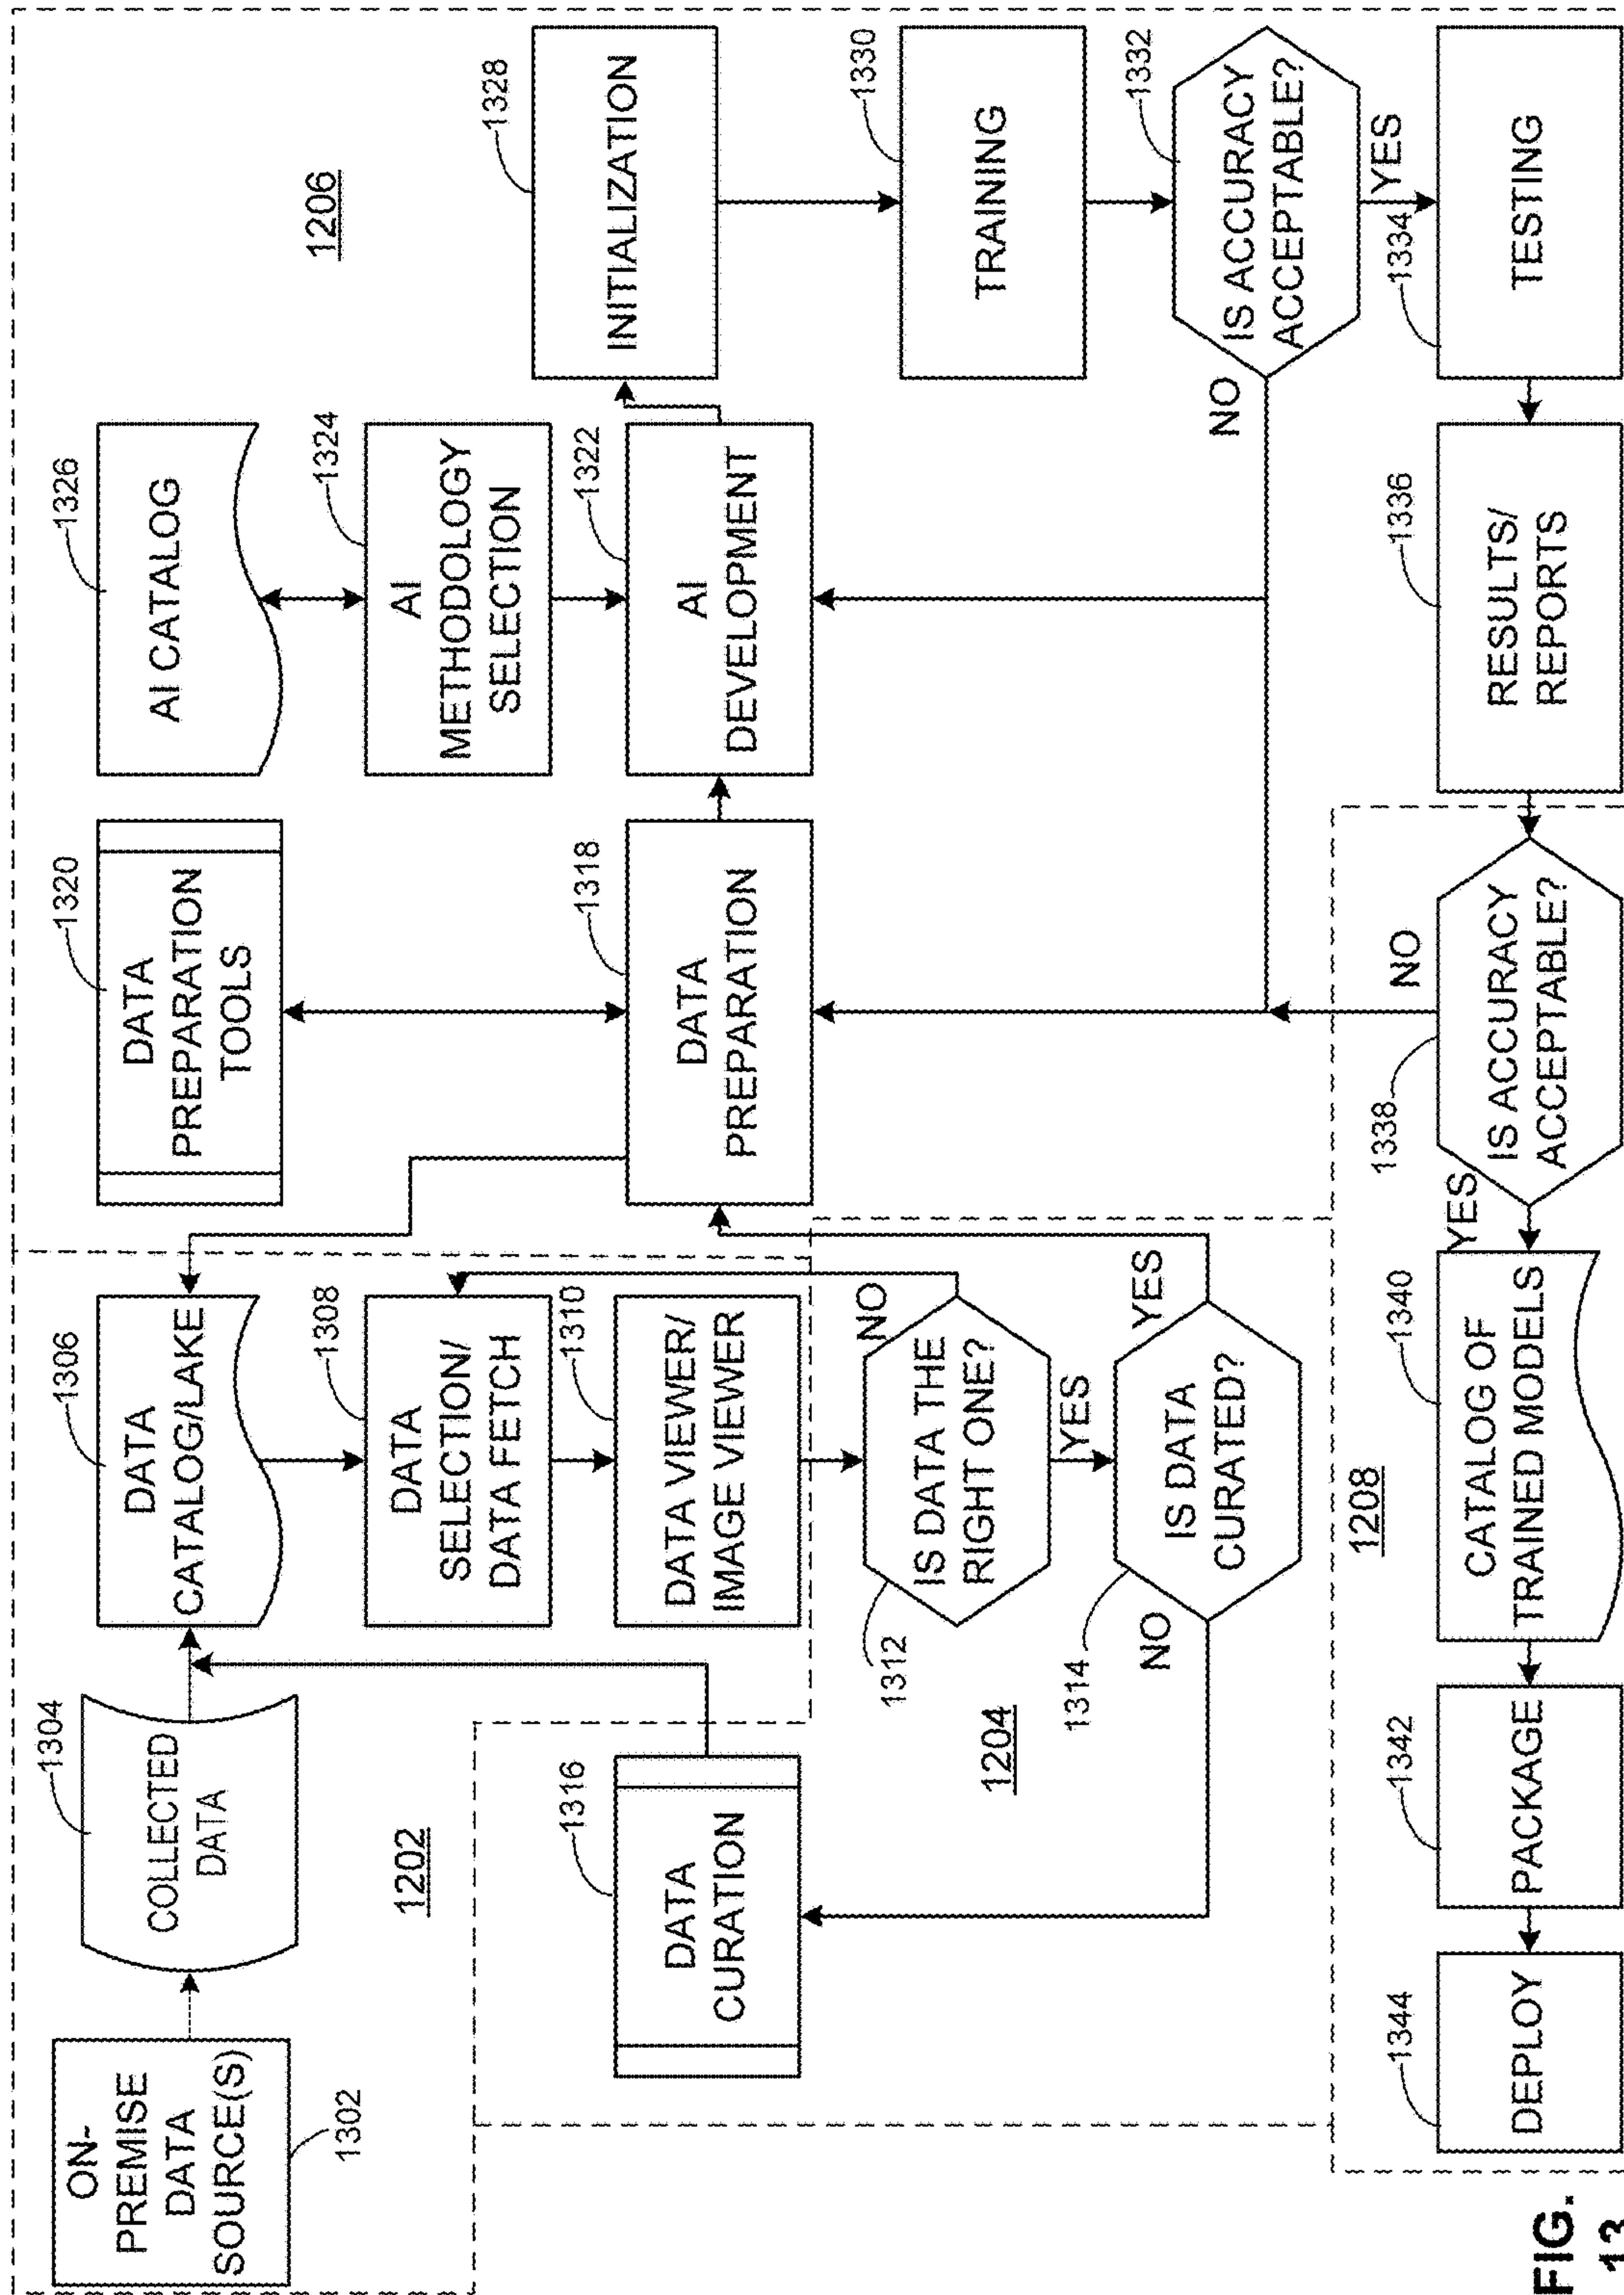 ON-
PREMISE
DATA
SOURCE(S)
1302
1304
COLLECTED
DATA
1202
1306
DATA
CATALOG/LAKE
1308
DATA
SELECTION/
DATA FETCH
1310
DATA VIEWER/
IMAGE VIEWER
1312
IS DATA THE
RIGHT ONE?
NO
YES
1314
IS DATA
CURATED?
YES
NO
1204
1316
DATA
CURATION
1320
DATA
PREPARATION
TOOLS
1318
DATA
PREPARATION
1326
AI CATALOG
1324
AI
METHODOLOGY
SELECTION
1322
AI
DEVELOPMENT
1206
1328
INITIALIZATION
1330
TRAINING
1332
IS ACCURACY
ACCEPTABLE?
NO
YES
1334
TESTING
1336
RESULTS/
REPORTS
1338
IS ACCURACY
ACCEPTABLE?
NO
YES
1208
1340
CATALOG OF
TRAINED MODELS
1342
PACKAGE
1344
DEPLOY
FIG.
13